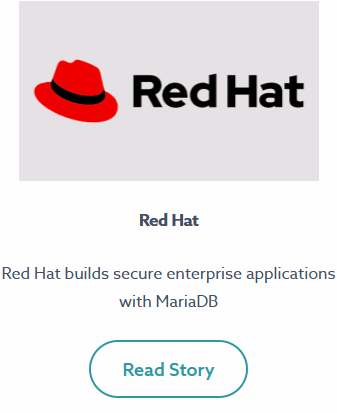 Red Hat
Red Hat
Red Hat builds secure enterprise applications
with MariaDB
Read Story